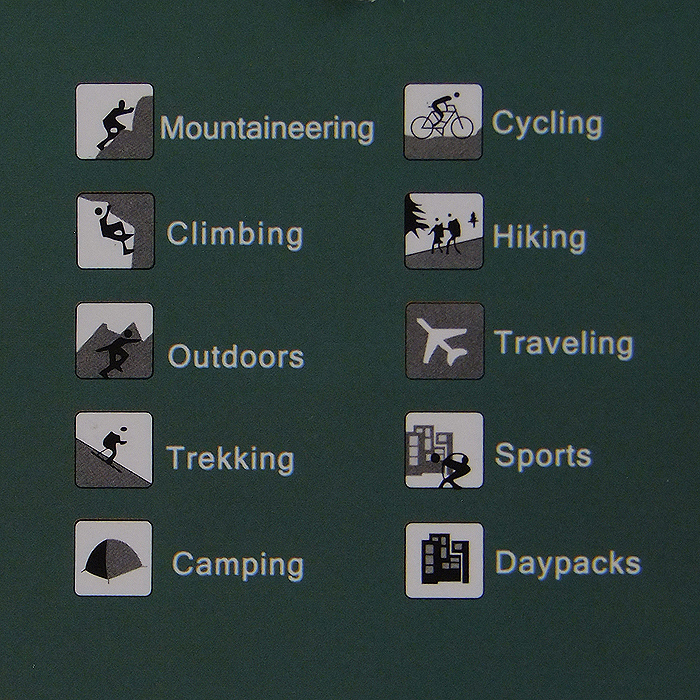 Mountaineering
Climbing
Outdoors
Trekking
Camping
Cycling
Hiking
Traveling
Sports
Daypacks